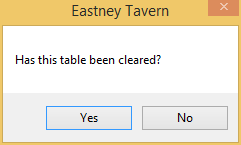 Eastney Tavern
Has this table been cleared?
Yes
No